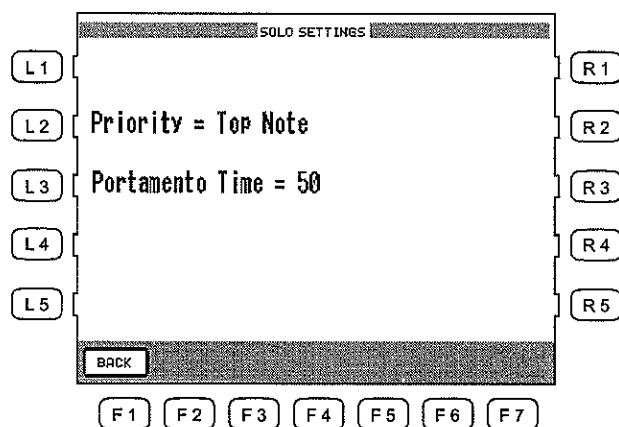 SOLO SETTINGS
L1
R1
L2
Priority = Top Note
R2
L3
Portamento Time = 50
R3
L4
R4
L5
R5
BACK
F1 F2 F3 F4 F5 F6 F7